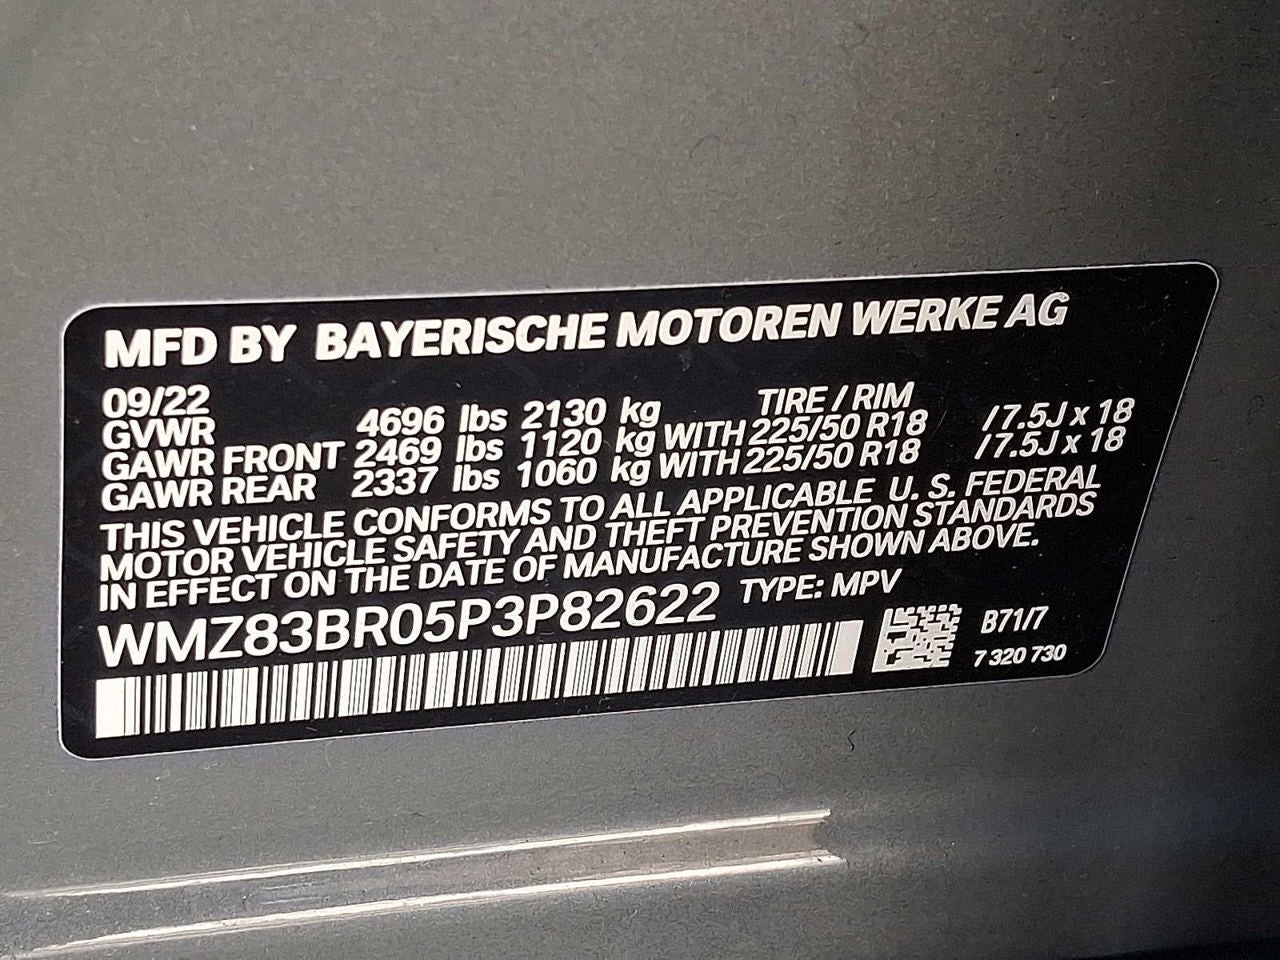 MFD BY BAYERISCHE MOTOREN WERKE AG
09/22 TIRE / RIM
GVWR 4696 lbs 2130 kg
GAWR FRONT 2469 lbs 1120 kg WITH 225/50 R18 /7.5J x 18
GAWR REAR 2337 lbs 1060 kg WITH 225/50 R18 /7.5J x 18
THIS VEHICLE CONFORMS TO ALL APPLICABLE U. S. FEDERAL
MOTOR VEHICLE SAFETY AND THEFT PREVENTION STANDARDS
IN EFFECT ON THE DATE OF MANUFACTURE SHOWN ABOVE.
WMZ83BR05P3P82622 TYPE: MPV
B71/7
7 320 730